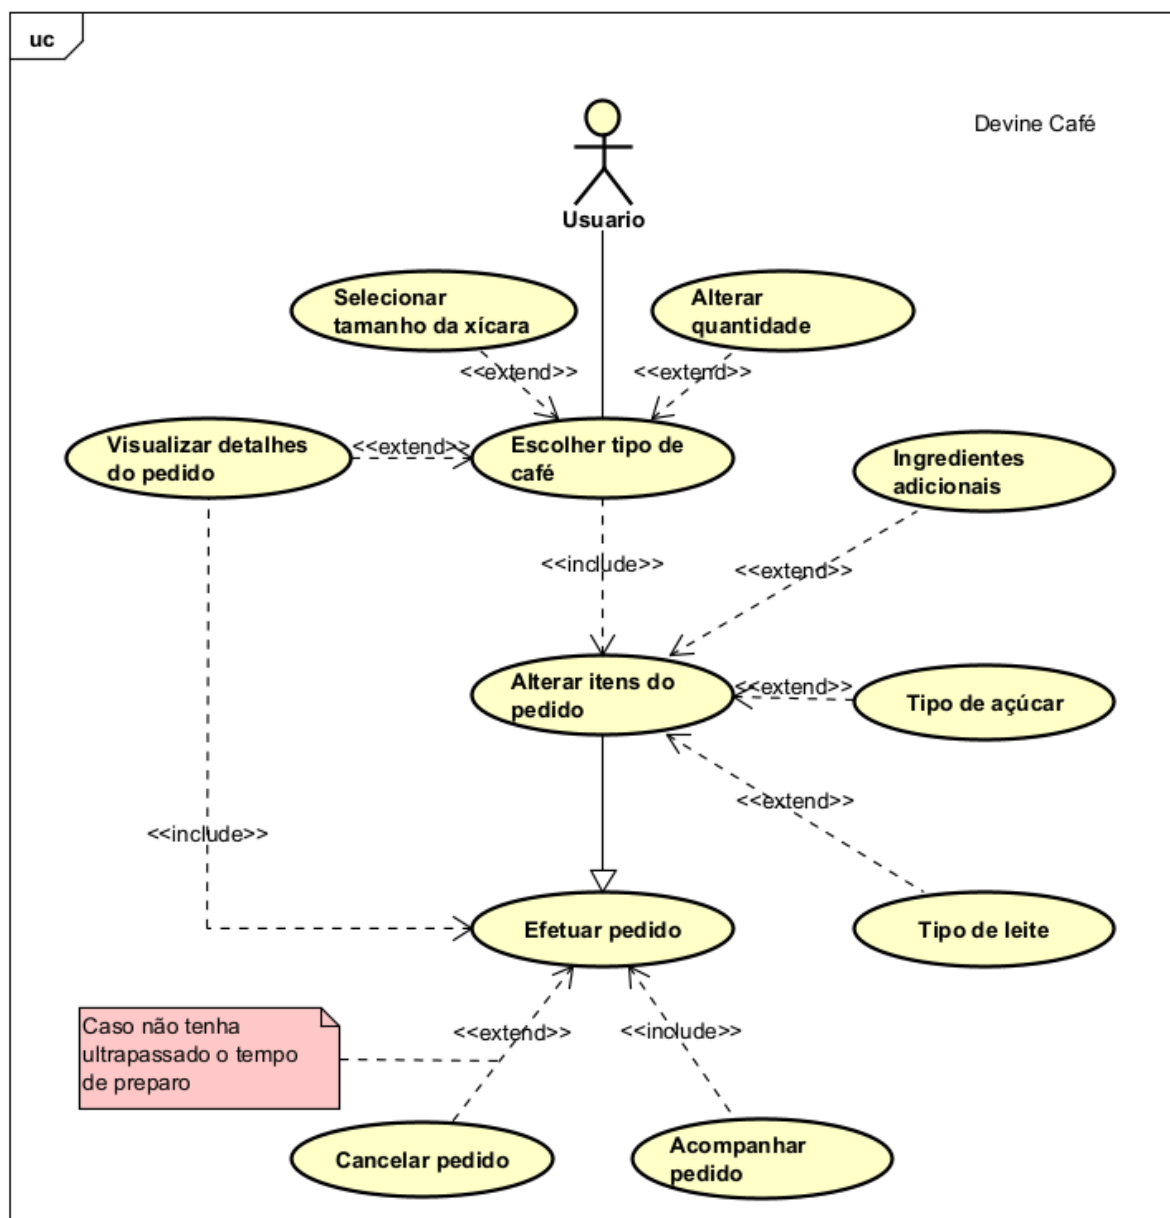 uc
Devine Café
Usuario
Selecionar
tamanho da xícara
Alterar
quantidade
<<extend>>
<<extend>>
Visualizar detalhes
do pedido
<<extend>>
Escolher tipo de
café
Ingredientes
adicionais
<<include>>
<<extend>>
Alterar itens do
pedido
<<extend>>
Tipo de açúcar
<<extend>>
<<include>>
Efetuar pedido
Tipo de leite
Caso não tenha
ultrapassado o tempo
de preparo
<<extend>>
<<include>>
Cancelar pedido
Acompanhar
pedido